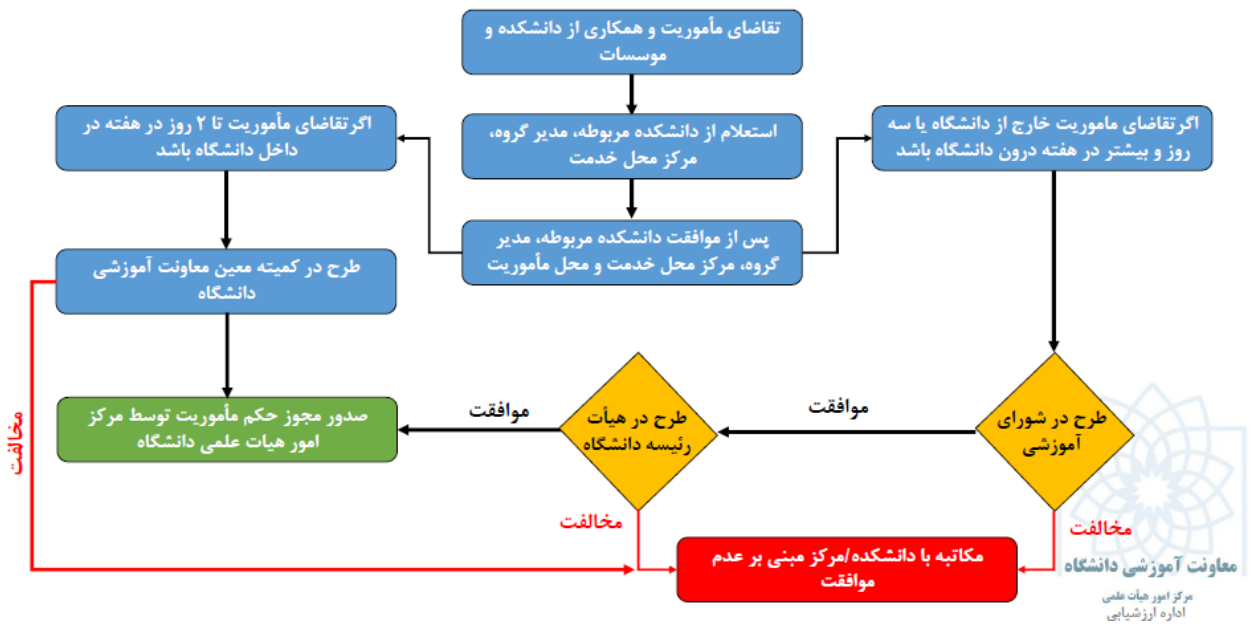 تقاضای مأموریت و همکاری از دانشکده و
موسسات
استعلام از دانشکده مربوطه، مدیر گروه،
مرکز محل خدمت
پس از موافقت دانشکده مربوطه، مدیر
گروه، مرکز محل خدمت و محل مأموریت
اگرتقاضای ماموریت خارج از دانشگاه یا سه
روز و بیشتر در هفته درون دانشگاه باشد
اگرتقاضای مأموریت تا ۲ روز در هفته در
داخل دانشگاه باشد
طرح در کمیته معین معاونت آموزشی
دانشگاه
طرح در شورای
آموزشی
موافقت
طرح در هیأت
رئیسه دانشگاه
موافقت
صدور مجوز حکم مأموریت توسط مرکز
امور هیات علمی دانشگاه
مخالفت
مخالفت
مخالفت
مکاتبه با دانشکده/مرکز مبنی بر عدم
موافقت
معاونت آموزشی دانشگاه
مرکز امور هیأت علمی
اداره ارزشیابی